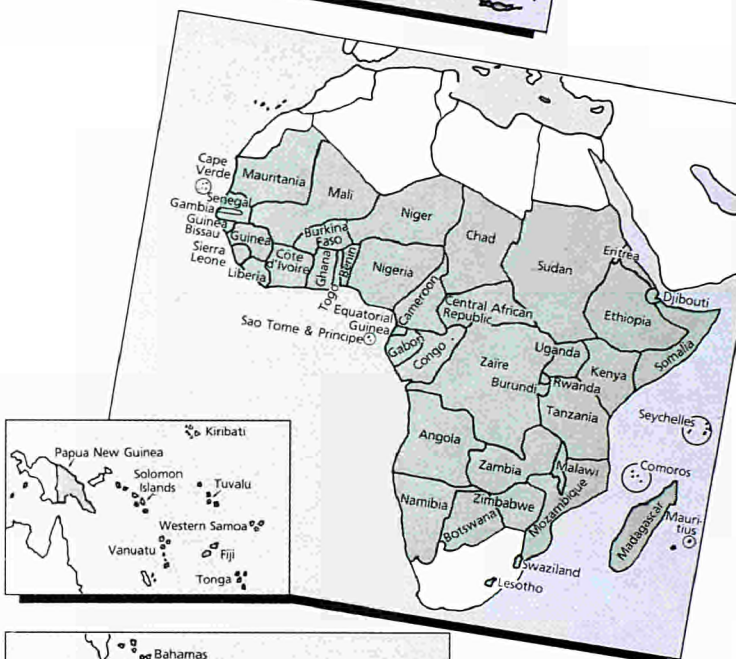 Cape
Verde
Mauritania
Mali
Niger
Chad
Sudan
Eritrea
Djibouti
Senegal
Gambia
Guinea
Bissau
Guinea
Sierra
Leone
Liberia
Côte
d'Ivoire
Burkina
Faso
Ghana
Togo
Benin
Nigeria
Cameroon
Central African
Republic
Ethiopia
Somalia
Equatorial
Guinea
Sao Tome & Principe
Gabon
Congo
Zaïre
Uganda
Kenya
Burundi
Rwanda
Tanzania
Seychelles
Comoros
Angola
Zambia
Malawi
Mozambique
Namibia
Zimbabwe
Botswana
Madagascar
Mauri-
tius
Swaziland
Lesotho
Kiribati
Papua New Guinea
Solomon
Islands
Tuvalu
Western Samoa
Vanuatu
Fiji
Tonga
Bahamas